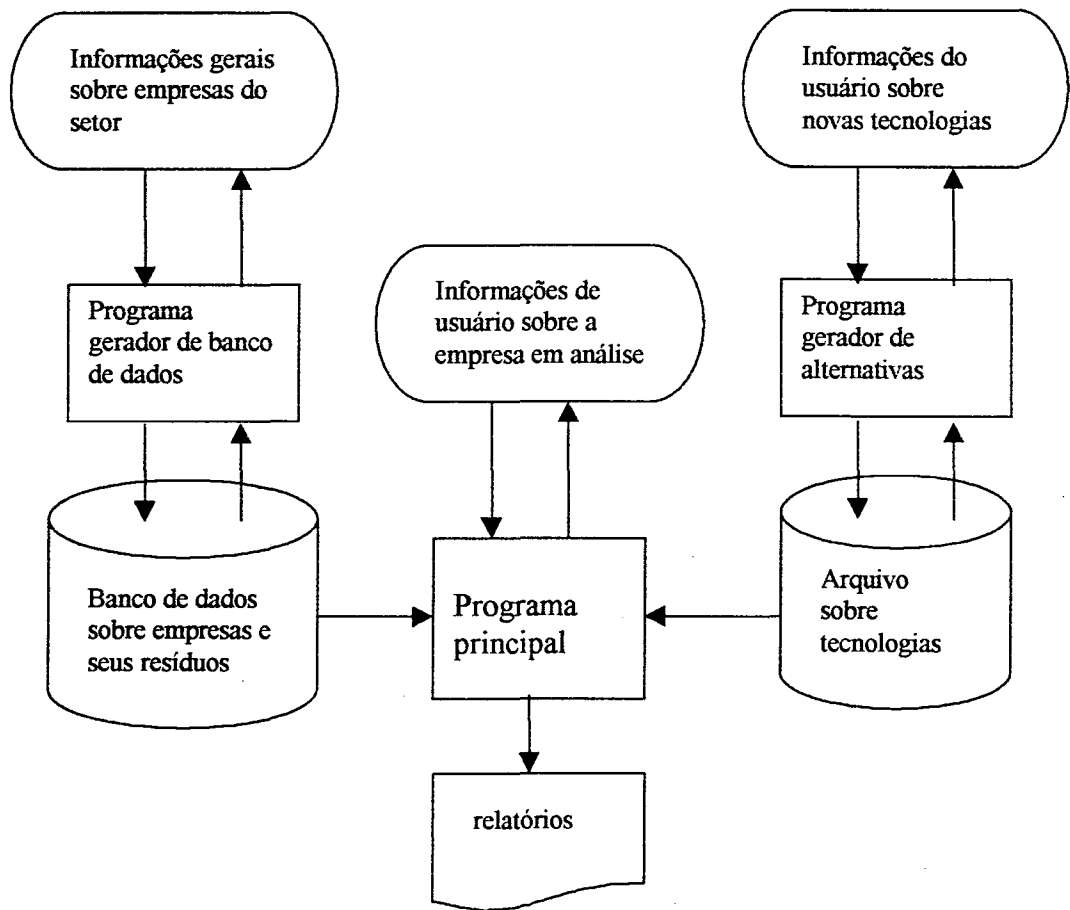 Informações gerais
sobre empresas do
setor
Informações do
usuário sobre
novas tecnologias
Programa
gerador de banco
de dados
Informações de
usuário sobre a
empresa em análise
Programa
gerador de
alternativas
Banco de dados
sobre empresas e
seus resíduos
Programa
principal
Arquivo
sobre
tecnologias
relatórios